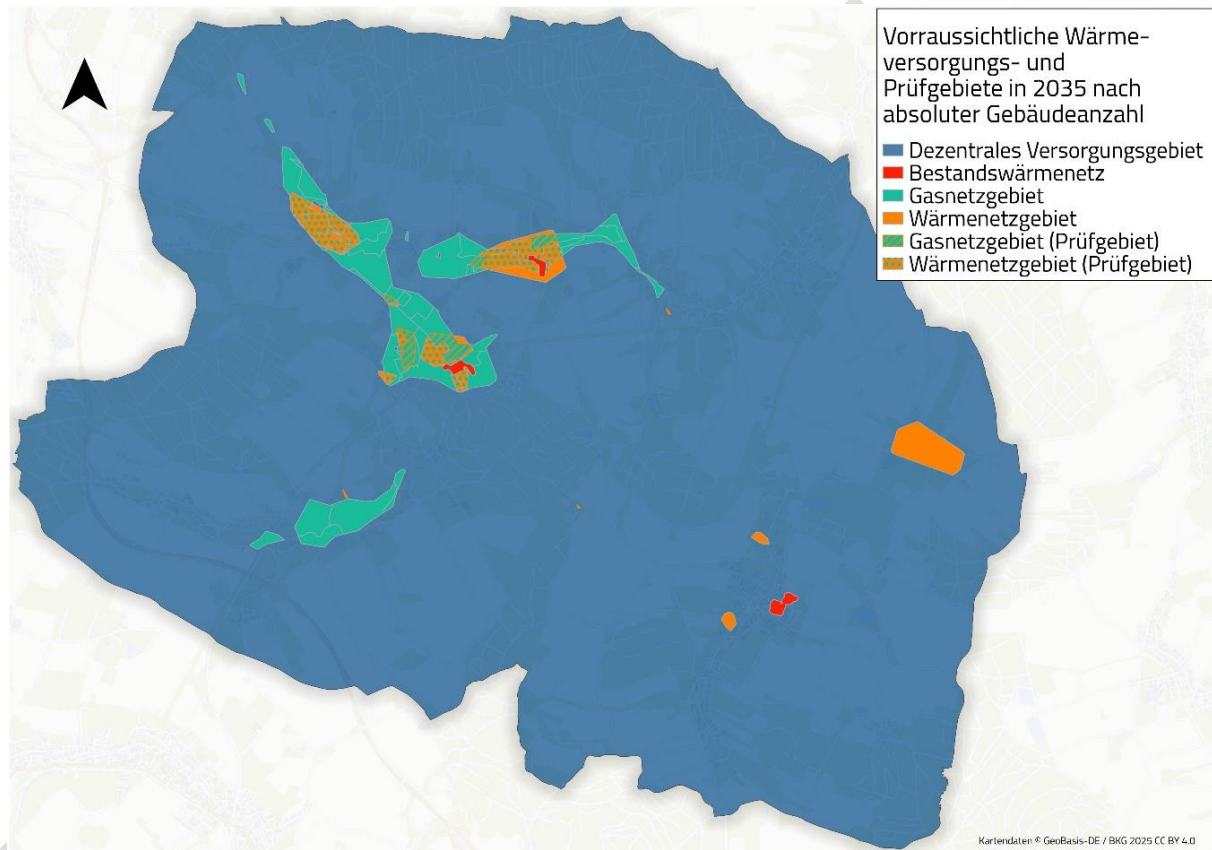 Vorraussichtliche Wärme-
versorgungs- und
Prüfgebiete in 2035 nach
absoluter Gebäudeanzahl
Dezentrales Versorgungsgebiet
Bestandswärmenetz
Gasnetzgebiet
Wärmenetzgebiet
Gasnetzgebiet (Prüfgebiet)
Wärmenetzgebiet (Prüfgebiet)
Kartendaten © GeoBasis-DE / BKG 2025 CC BY 4.0